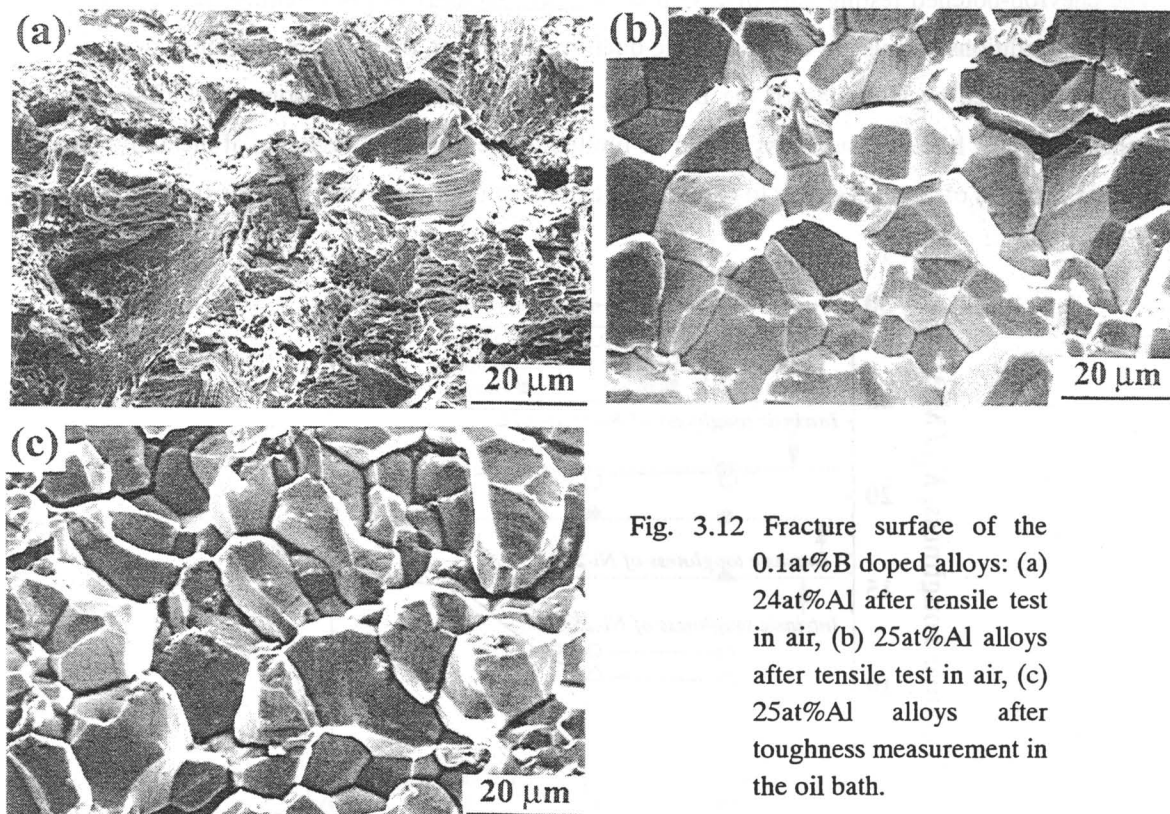 (a)
(b)
20 µm
20 µm
(c)
Fig. 3.12 Fracture surface of the
0.1at%B doped alloys: (a)
24at%Al after tensile test
in air, (b) 25at%Al alloys
after tensile test in air, (c)
25at%Al alloys after
toughness measurement in
the oil bath.
20 µm